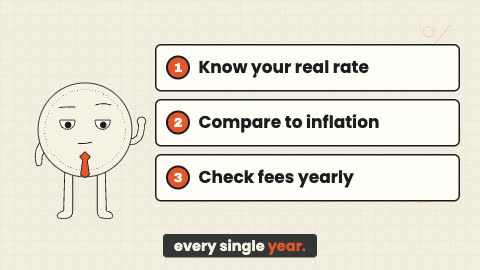 1 Know your real rate
2 Compare to inflation
3 Check fees yearly
every single year.